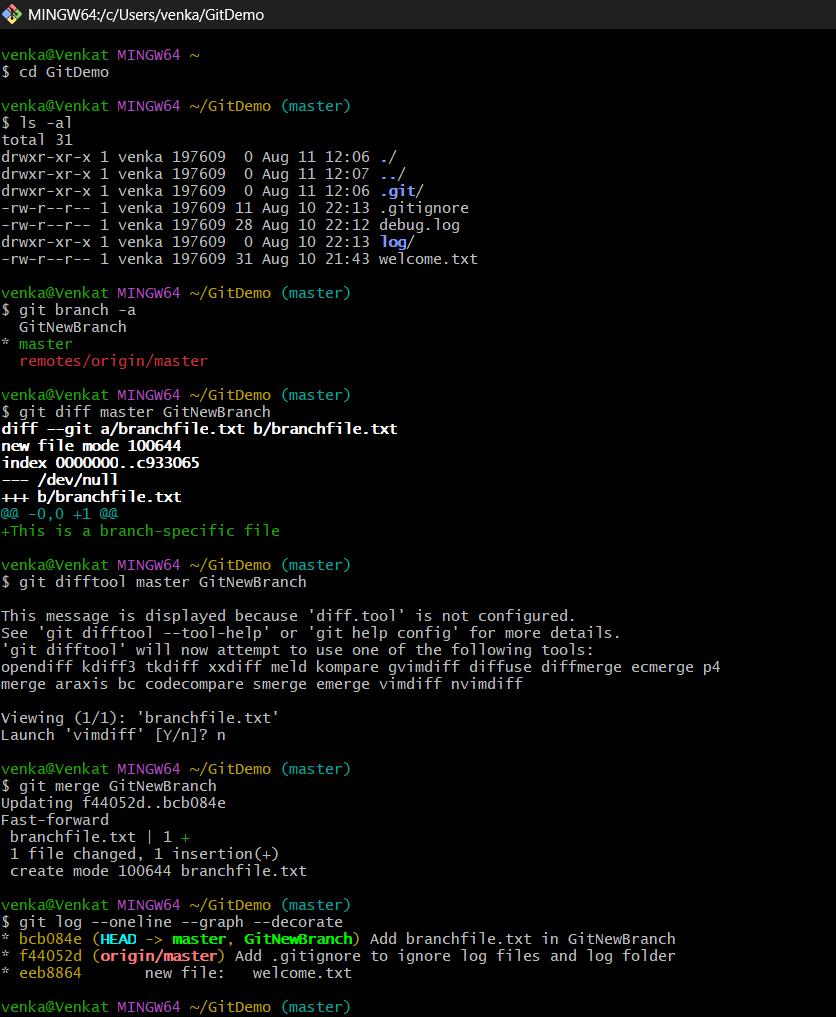 MINGW64:/c/Users/venka/GitDemo
venka@Venkat MINGW64 ~
$ cd GitDemo
venka@Venkat MINGW64 ~/GitDemo (master)
$ ls -al
total 31
drwxr-xr-x 1 venka 197609  0 Aug 11 12:06 ./
drwxr-xr-x 1 venka 197609  0 Aug 11 12:07 ../
drwxr-xr-x 1 venka 197609  0 Aug 11 12:06 .git/
-rw-r--r-- 1 venka 197609 11 Aug 10 22:13 .gitignore
-rw-r--r-- 1 venka 197609 28 Aug 10 22:12 debug.log
drwxr-xr-x 1 venka 197609  0 Aug 10 22:13 log/
-rw-r--r-- 1 venka 197609 31 Aug 10 21:43 welcome.txt
venka@Venkat MINGW64 ~/GitDemo (master)
$ git branch -a
  GitNewBranch
* master
  remotes/origin/master
venka@Venkat MINGW64 ~/GitDemo (master)
$ git diff master GitNewBranch
diff --git a/branchfile.txt b/branchfile.txt
new file mode 100644
index 0000000..c933065
--- /dev/null
+++ b/branchfile.txt
@@ -0,0 +1 @@
+This is a branch-specific file
venka@Venkat MINGW64 ~/GitDemo (master)
$ git difftool master GitNewBranch
This message is displayed because 'diff.tool' is not configured.
See 'git difftool --tool-help' or 'git help config' for more details.
'git difftool' will now attempt to use one of the following tools:
opendiff kdiff3 tkdiff xxdiff meld kompare gvimdiff diffuse diffmerge ecmerge p4
merge araxis bc codecompare smerge emerge vimdiff nvimdiff
Viewing (1/1): 'branchfile.txt'
Launch 'vimdiff' [Y/n]? n
venka@Venkat MINGW64 ~/GitDemo (master)
$ git merge GitNewBranch
Updating f44052d..bcb084e
Fast-forward
 branchfile.txt | 1 +
 1 file changed, 1 insertion(+)
 create mode 100644 branchfile.txt
venka@Venkat MINGW64 ~/GitDemo (master)
$ git log --oneline --graph --decorate
* bcb084e (HEAD -> master, GitNewBranch) Add branchfile.txt in GitNewBranch
* f44052d (origin/master) Add .gitignore to ignore log files and log folder
* eeb8864       new file:   welcome.txt
venka@Venkat MINGW64 ~/GitDemo (master)